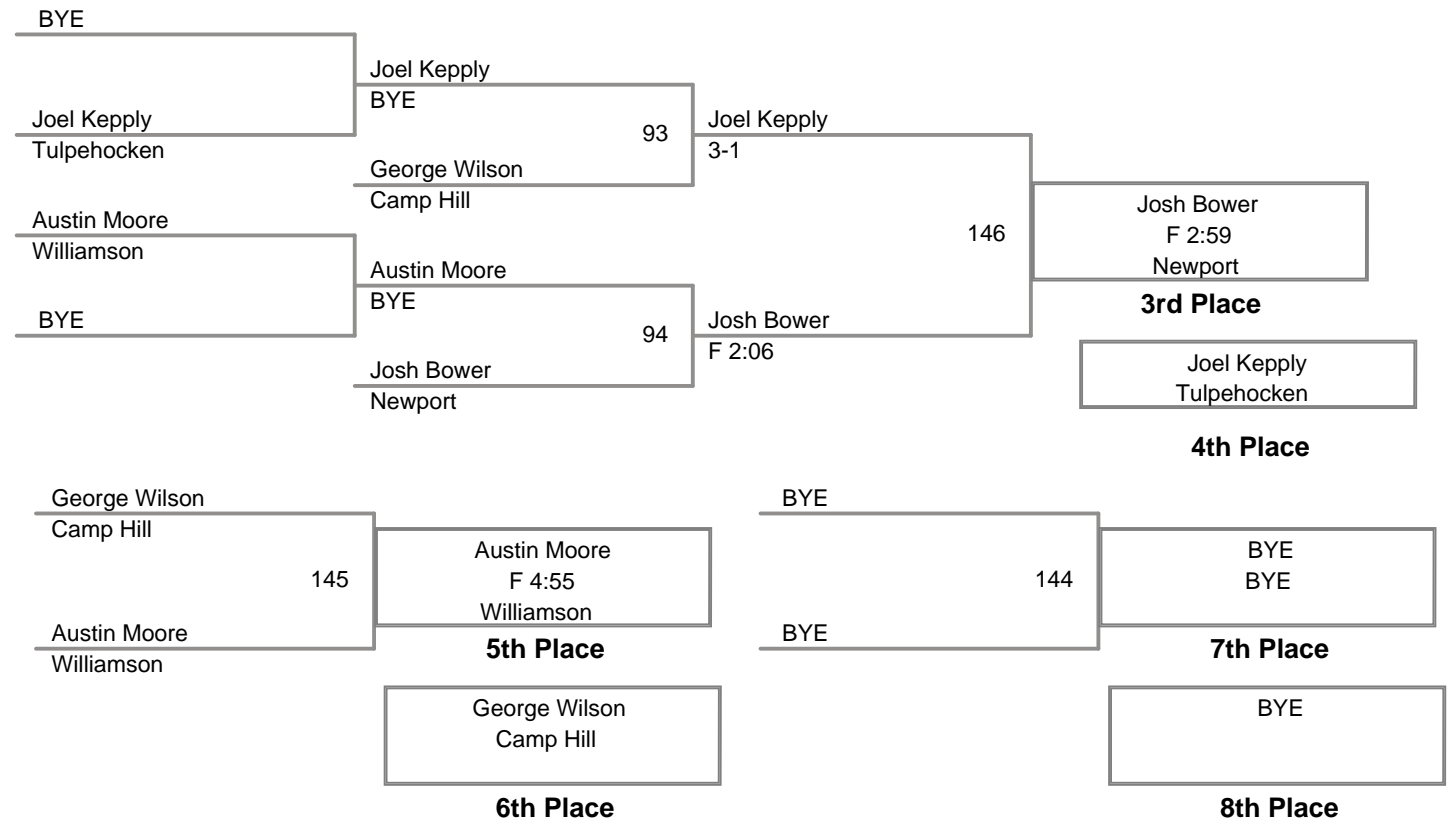 BYE
Joel Kepply
BYE
Joel Kepply
Tulpehocken
93
Joel Kepply
3-1
George Wilson
Camp Hill
Austin Moore
Williamson
146
Josh Bower
F 2:59
Newport
3rd Place
Austin Moore
BYE
BYE
94
Josh Bower
F 2:06
Josh Bower
Newport
Joel Kepply
Tulpehocken
4th Place
George Wilson
Camp Hill
145
Austin Moore
F 4:55
Williamson
5th Place
Austin Moore
Williamson
George Wilson
Camp Hill
6th Place
BYE
144
BYE
BYE
BYE
7th Place
BYE
8th Place